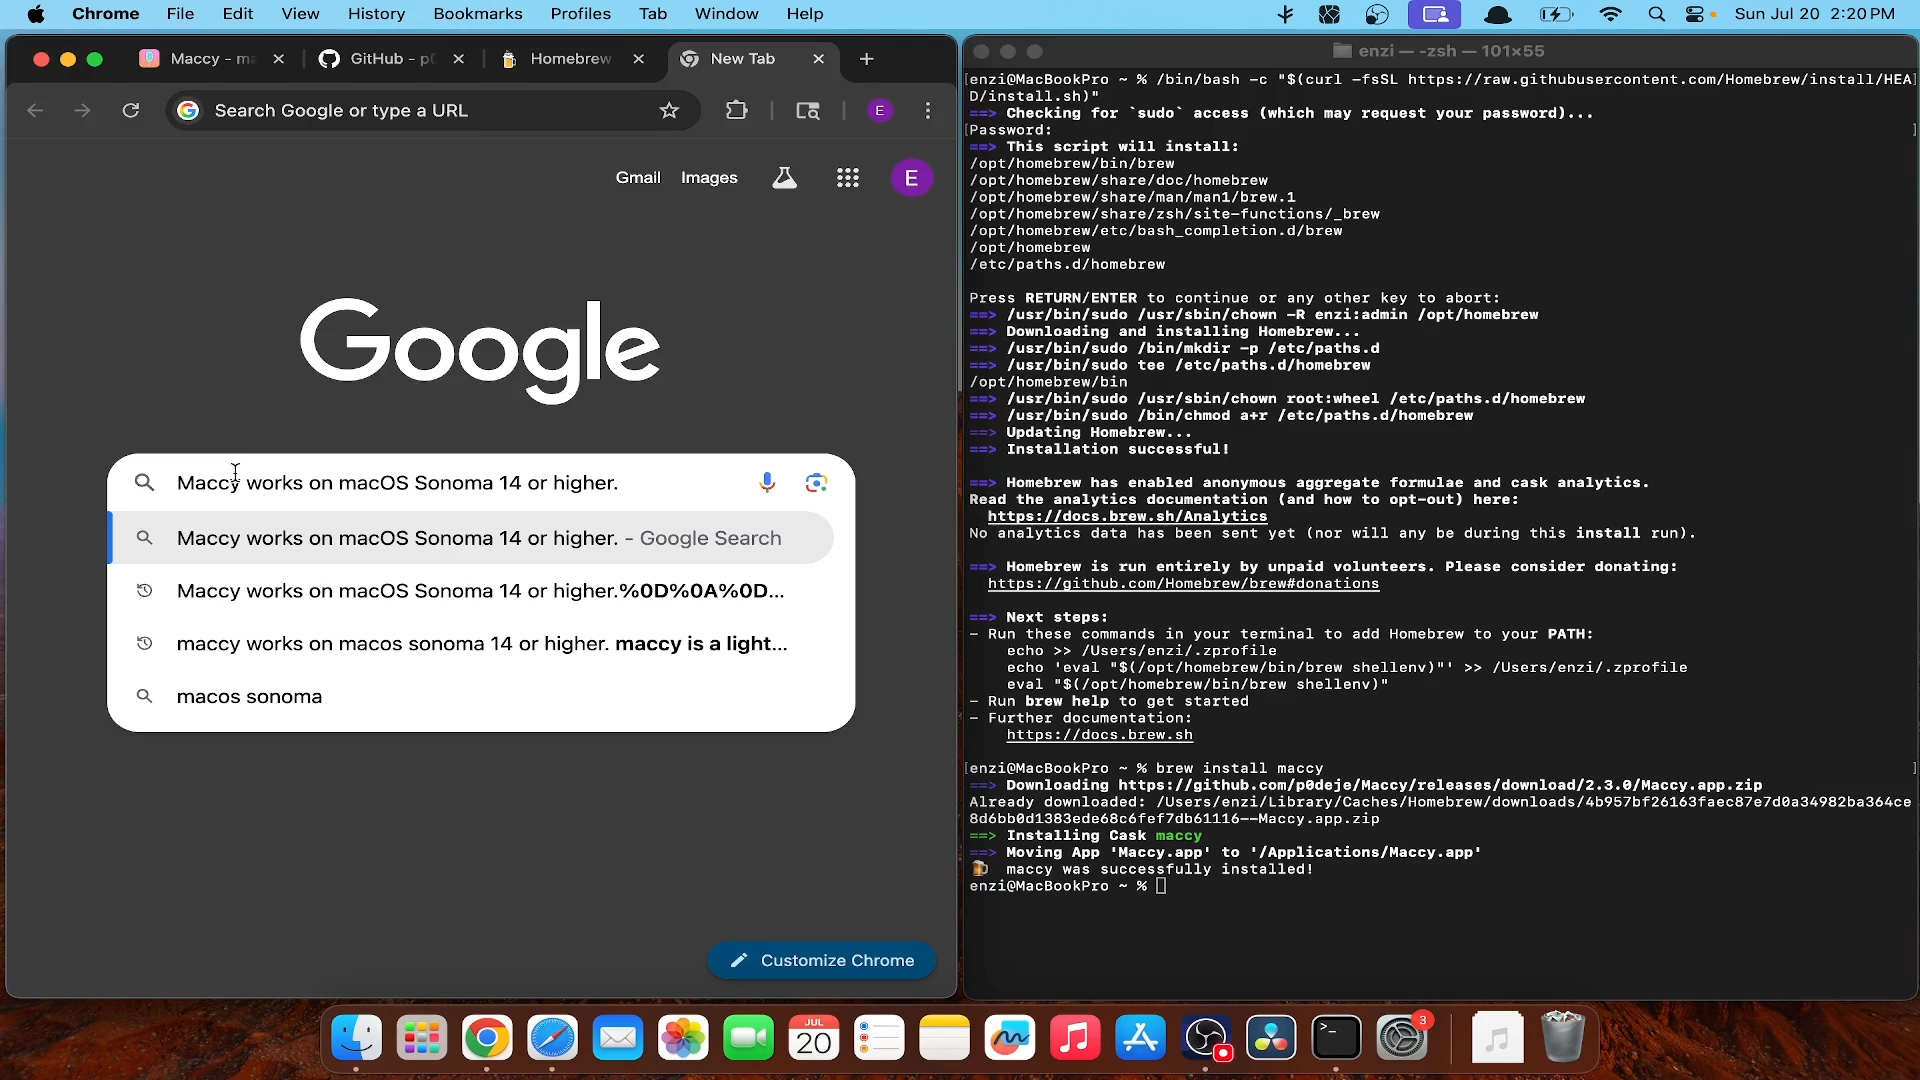 Chrome File Edit View History Bookmarks Profiles Tab Window Help
Sun Jul 20 2:20 PM
Maccy - ma
GitHub - p0
Homebrew
New Tab
Search Google or type a URL
E
Gmail Images
E
Google
Maccy works on macOS Sonoma 14 or higher.
Maccy works on macOS Sonoma 14 or higher. - Google Search
Maccy works on macOS Sonoma 14 or higher.%0D%0A%0D...
maccy works on macos sonoma 14 or higher. maccy is a light...
macos sonoma
Customize Chrome
enzi — -zsh — 101×55
[enzi@MacBookPro ~ % /bin/bash -c "$(curl -fsSL https://raw.githubusercontent.com/Homebrew/install/HEA]
D/install.sh)"
==> Checking for `sudo` access (which may request your password)...
[Password: ]
==> This script will install:
/opt/homebrew/bin/brew
/opt/homebrew/share/doc/homebrew
/opt/homebrew/share/man/man1/brew.1
/opt/homebrew/share/zsh/site-functions/_brew
/opt/homebrew/etc/bash_completion.d/brew
/opt/homebrew
/etc/paths.d/homebrew
Press RETURN/ENTER to continue or any other key to abort:
==> /usr/bin/sudo /usr/sbin/chown -R enzi:admin /opt/homebrew
==> Downloading and installing Homebrew...
==> /usr/bin/sudo /bin/mkdir -p /etc/paths.d
==> /usr/bin/sudo tee /etc/paths.d/homebrew
/opt/homebrew/bin
==> /usr/bin/sudo /usr/sbin/chown root:wheel /etc/paths.d/homebrew
==> /usr/bin/sudo /bin/chmod a+r /etc/paths.d/homebrew
==> Updating Homebrew...
==> Installation successful!
==> Homebrew has enabled anonymous aggregate formulae and cask analytics.
Read the analytics documentation (and how to opt-out) here:
https://docs.brew.sh/Analytics
No analytics data has been sent yet (nor will any be during this install run).
==> Homebrew is run entirely by unpaid volunteers. Please consider donating:
https://github.com/Homebrew/brew#donations
==> Next steps:
- Run these commands in your terminal to add Homebrew to your PATH:
echo >> /Users/enzi/.zprofile
echo 'eval "$(/opt/homebrew/bin/brew shellenv)"' >> /Users/enzi/.zprofile
eval "$(/opt/homebrew/bin/brew shellenv)"
- Run brew help to get started
- Further documentation:
https://docs.brew.sh
[enzi@MacBookPro ~ % brew install maccy ]
==> Downloading https://github.com/p0deje/Maccy/releases/download/2.3.0/Maccy.app.zip
Already downloaded: /Users/enzi/Library/Caches/Homebrew/downloads/4b957bf26163faec87e7d0a34982ba364ce
8d6bb0d1383ede68c6fef7db61116--Maccy.app.zip
==> Installing Cask maccy
==> Moving App 'Maccy.app' to '/Applications/Maccy.app'
🍺 maccy was successfully installed!
enzi@MacBookPro ~ %
JUL
20
3